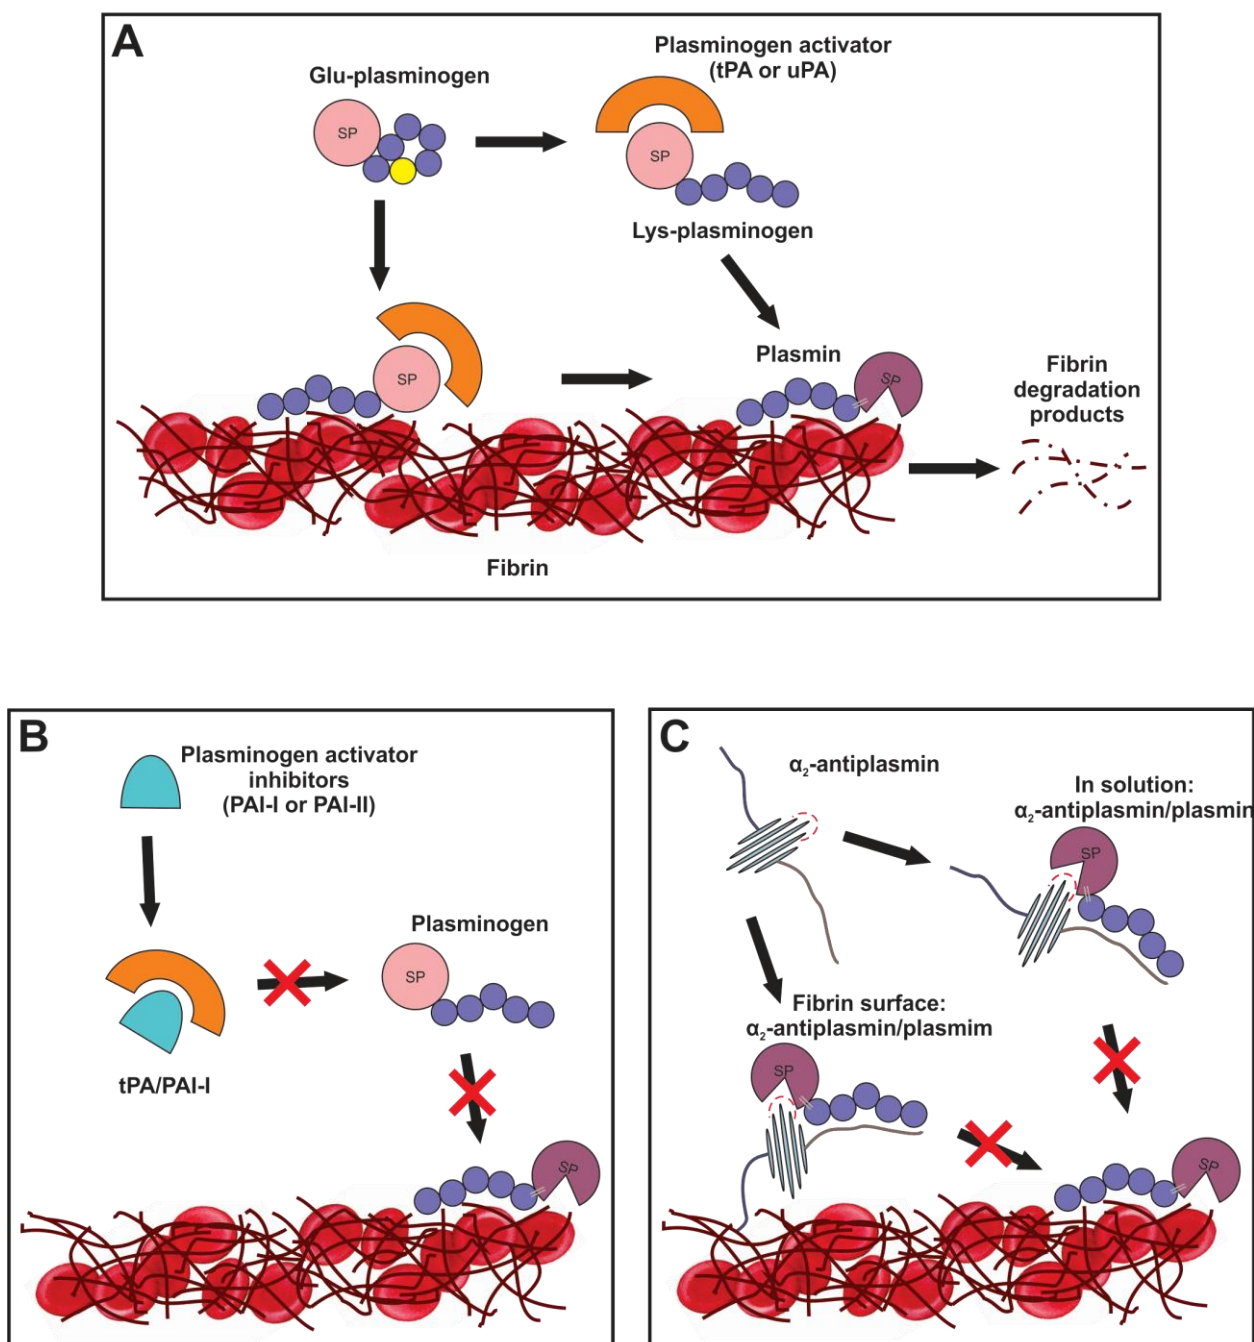 A
Glu-plasminogen
SP
Plasminogen activator
(tPA or uPA)
SP
Lys-plasminogen
SP
Plasmin
SP
Fibrin
degradation
products
Fibrin
B
Plasminogen activator
inhibitors
(PAI-I or PAI-II)
Plasminogen
SP
tPA/PAI-I
SP
C
α₂-antiplasmin
In solution:
α₂-antiplasmin/plasmin
SP
Fibrin surface:
α₂-antiplasmin/plasmim
SP
SP